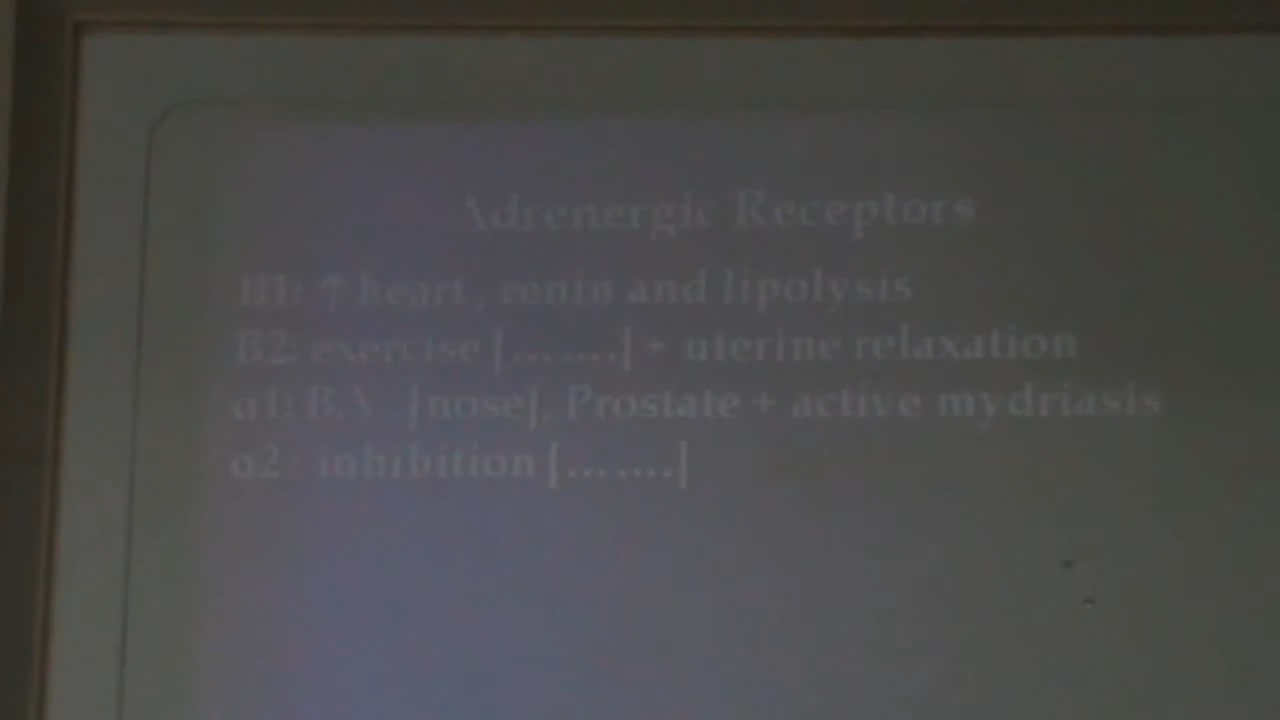 Adrenergic Receptors
B1: ↑ heart, renin and lipolysis
B2: exercise [.......] + uterine relaxation
α1: B.V. [nose], Prostate + active mydriasis
α2 : inhibition [.......]